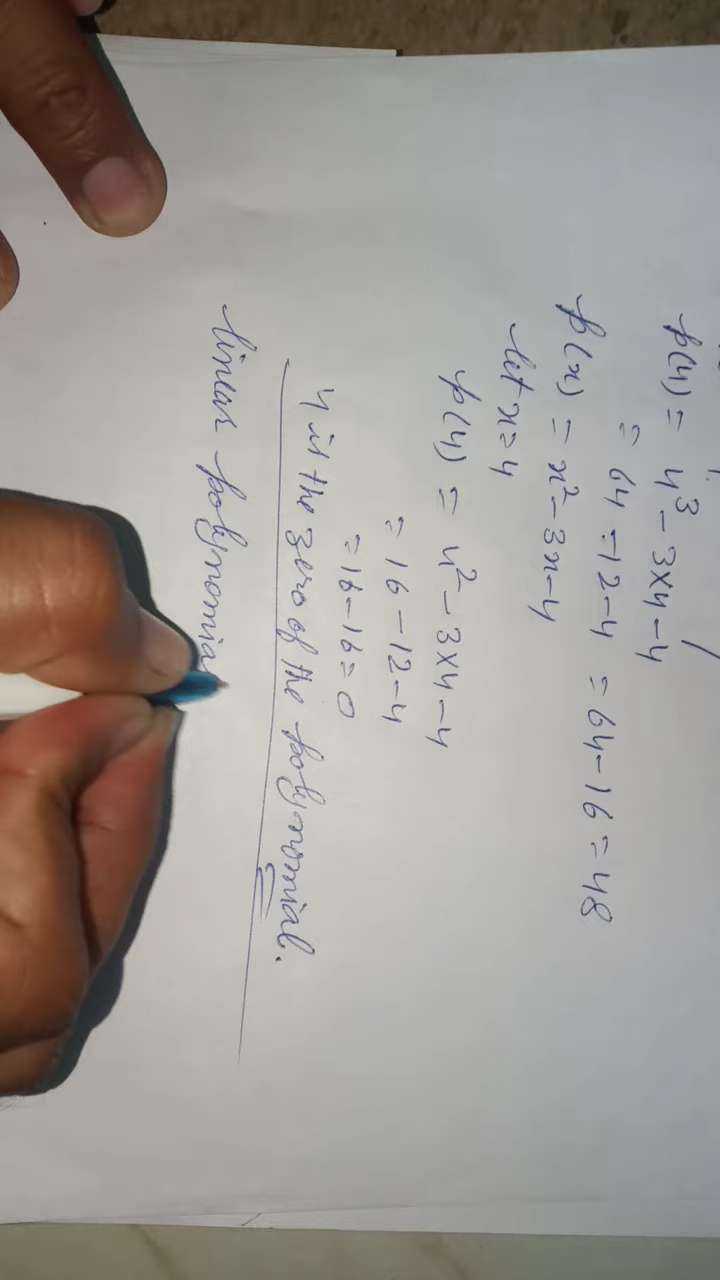 p(4) = 4³ - 3×4 - 4
= 64 - 12 - 4 = 64 - 16 = 48
p(x) = x² - 3x - 4
let x = 4
p(4) = 4² - 3×4 - 4
= 16 - 12 - 4
= 16 - 16 = 0
4 is the zero of the polynomial.
linear polynomia